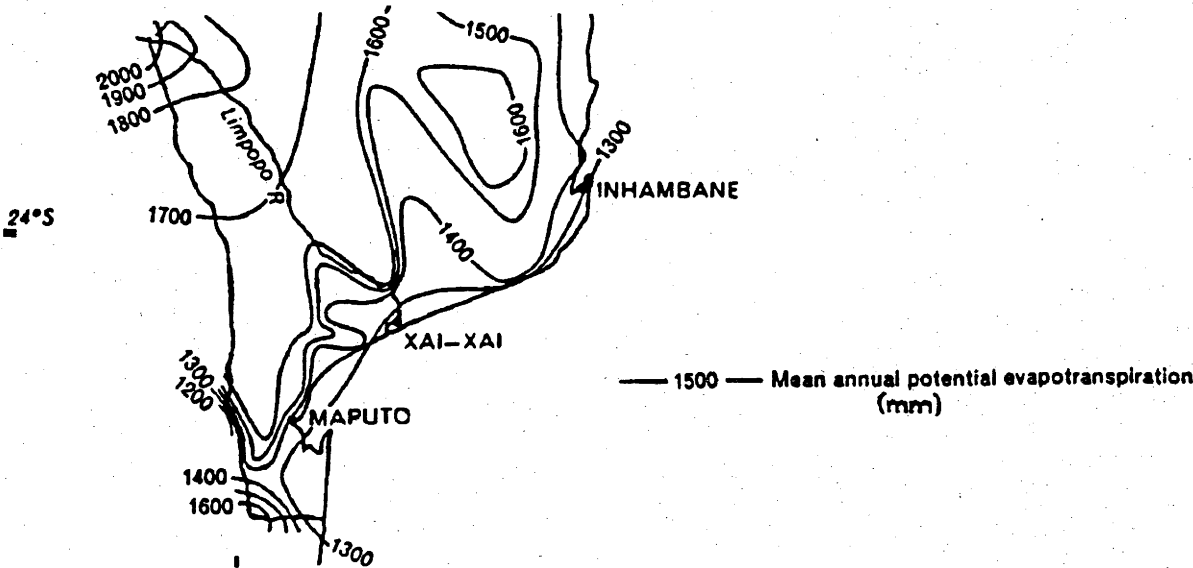 1600
1500
2000
1900
1800
Limpopo R.
1600
1300
INHAMBANE
24°S
1700
1400
XAI-XAI
1300
1200
1500 Mean annual potential evapotranspiration
(mm)
MAPUTO
1400
1600
1300